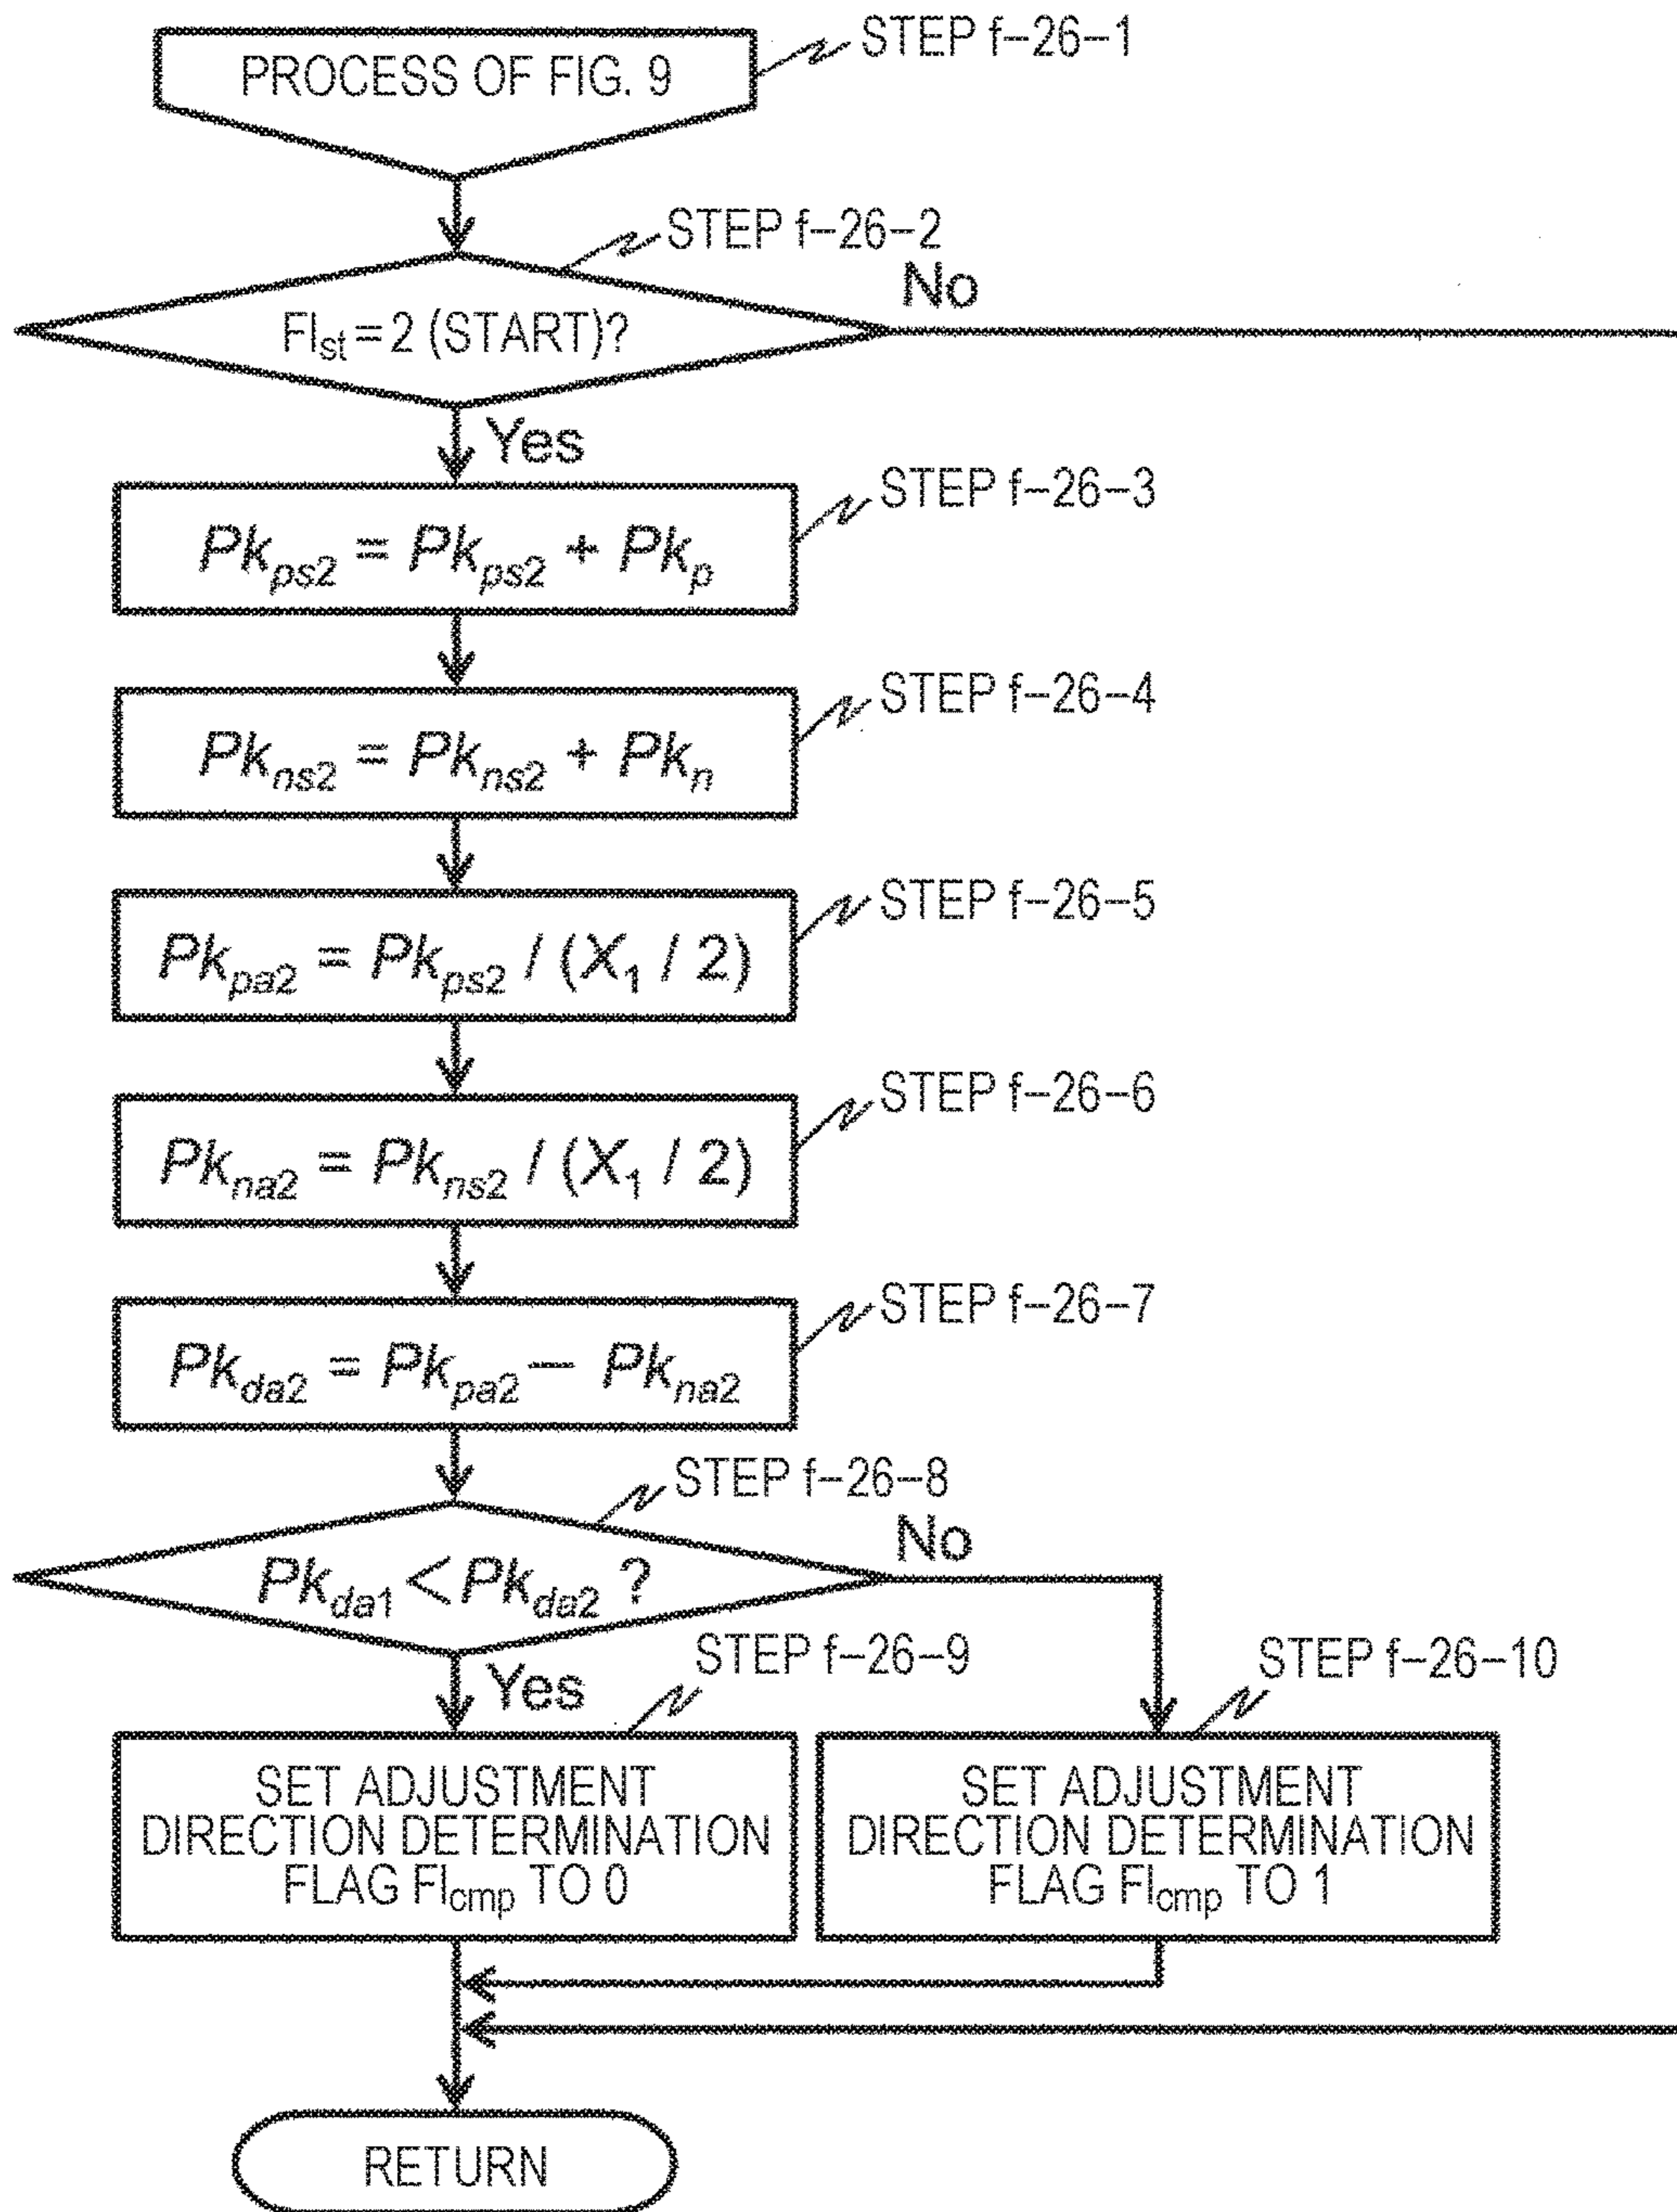 PROCESS OF FIG. 9
STEP f-26-1
STEP f-26-2
No
Fl_st = 2 (START)?
Yes
STEP f-26-3
Pk_ps2 = Pk_ps2 + Pk_p
STEP f-26-4
Pk_ns2 = Pk_ns2 + Pk_n
STEP f-26-5
Pk_pa2 = Pk_ps2 / (X_1 / 2)
STEP f-26-6
Pk_na2 = Pk_ns2 / (X_1 / 2)
STEP f-26-7
Pk_da2 = Pk_pa2 − Pk_na2
STEP f-26-8
No
Pk_da1 < Pk_da2 ?
Yes
STEP f-26-9
SET ADJUSTMENT
DIRECTION DETERMINATION
FLAG Fl_cmp TO 0
STEP f-26-10
SET ADJUSTMENT
DIRECTION DETERMINATION
FLAG Fl_cmp TO 1
RETURN